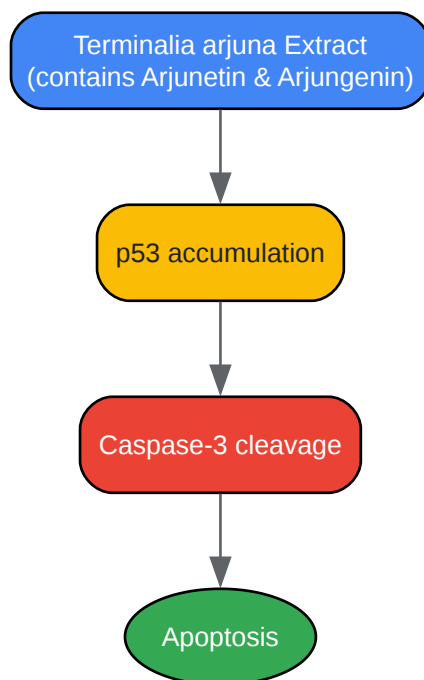 Terminalia arjuna Extract
(contains Arjunetin & Arjungenin)
p53 accumulation
Caspase-3 cleavage
Apoptosis